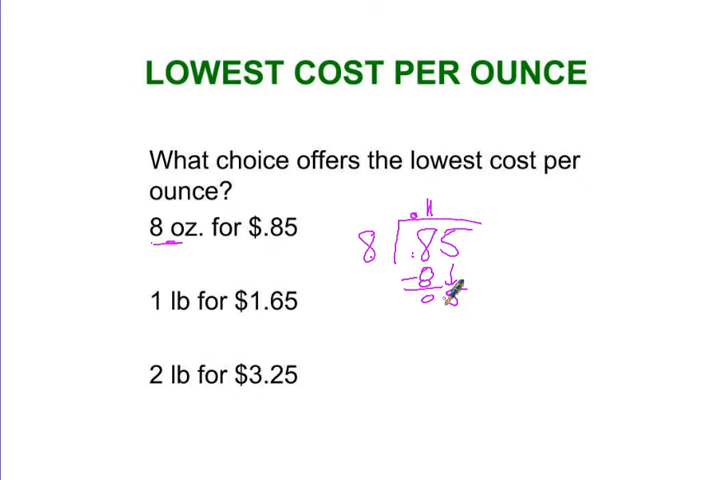 LOWEST COST PER OUNCE
What choice offers the lowest cost per
ounce?
8 oz. for $.85
8 .85
-8
0
1 lb for $1.65
2 lb for $3.25